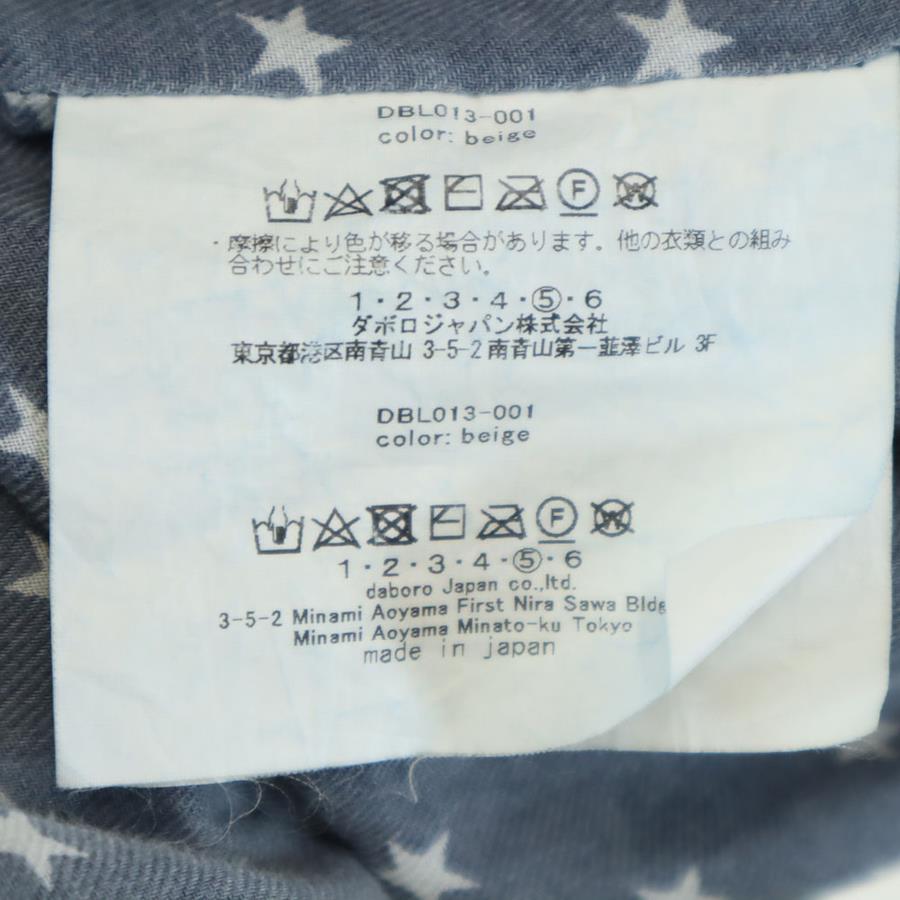 DBL013-001
color: beige
F W
・摩擦により色が移る場合があります。他の衣類との組み
合わせにご注意ください。
1・2・3・4・⑤・6
ダボロジャパン株式会社
東京都港区南青山 3-5-2 南青山第一韮澤ビル 3F
DBL013-001
color: beige
F W
1・2・3・4・⑤・6
daboro Japan co.,ltd.
3-5-2 Minami Aoyama First Nira Sawa Bldg
Minami Aoyama Minato-ku Tokyo
made in japan